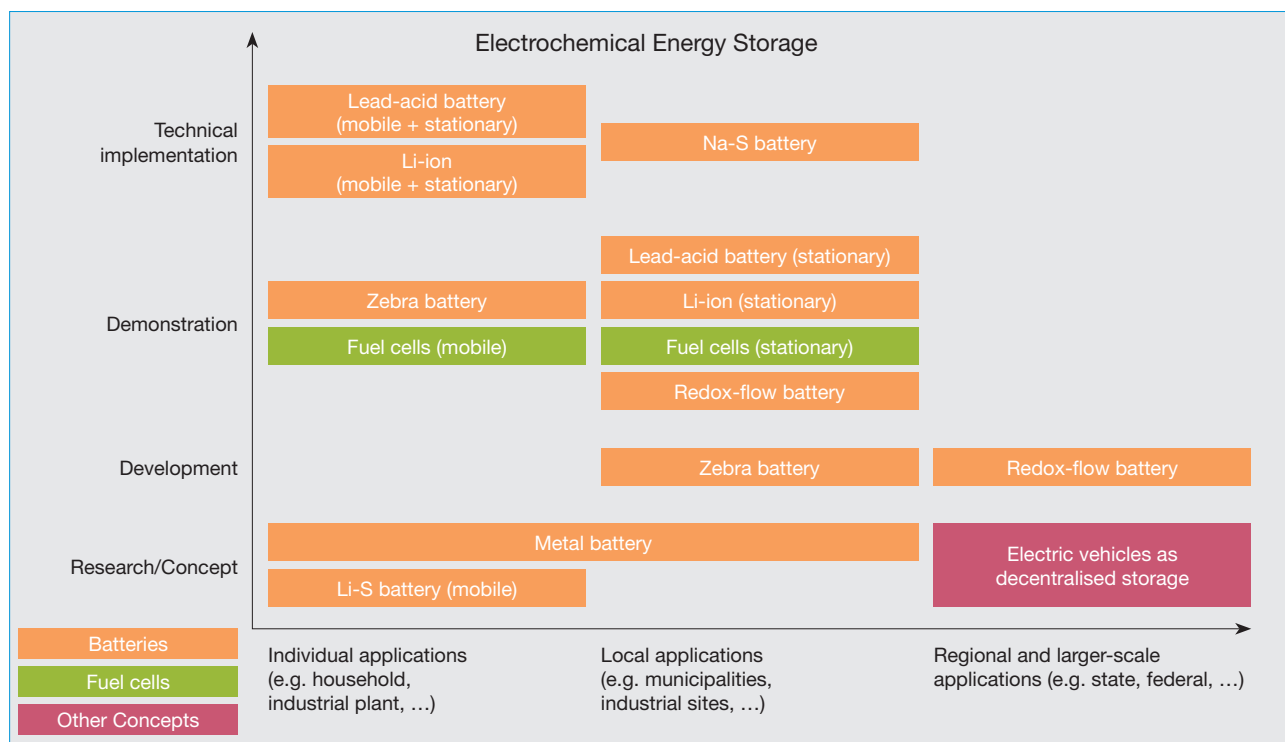 Electrochemical Energy Storage
Technical
implementation
Lead-acid battery
(mobile + stationary)
Li-ion
(mobile + stationary)
Na-S battery
Demonstration
Lead-acid battery (stationary)
Zebra battery
Li-ion (stationary)
Fuel cells (mobile)
Fuel cells (stationary)
Redox-flow battery
Development
Zebra battery
Redox-flow battery
Research/Concept
Metal battery
Li-S battery (mobile)
Electric vehicles as
decentralised storage
Batteries
Fuel cells
Other Concepts
Individual applications
(e.g. household,
industrial plant, …)
Local applications
(e.g. municipalities,
industrial sites, …)
Regional and larger-scale
applications (e.g. state, federal, …)